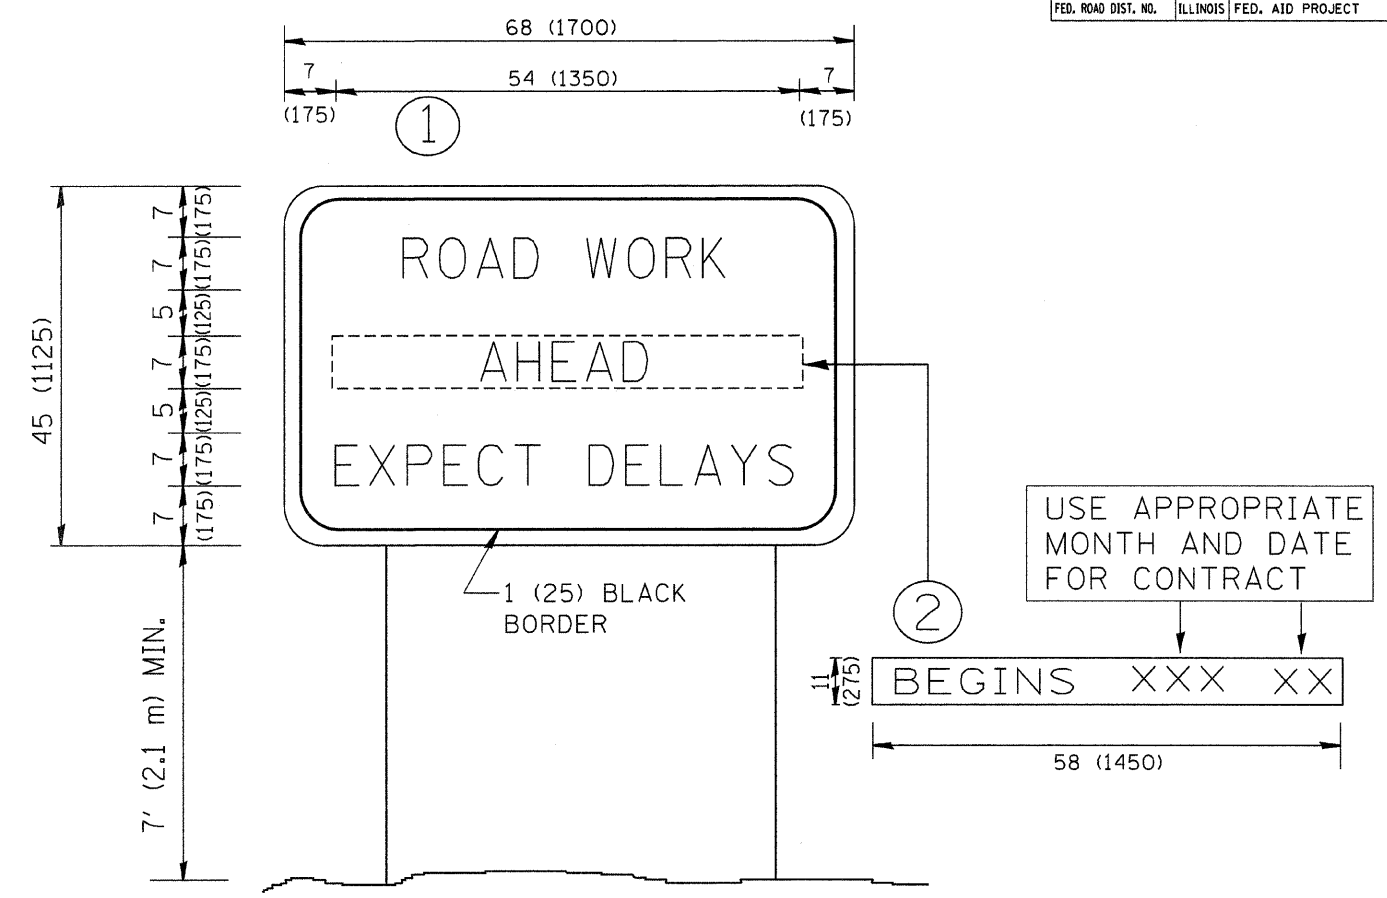 FED. ROAD DIST. NO. ILLINOIS FED. AID PROJECT
68 (1700)
7 54 (1350) 7
(175) (175)
1
7 (175)
7 (175)
5 (125)
7 (175)
5 (125)
7 (175)
7 (175)
45 (1125)
ROAD WORK
AHEAD
EXPECT DELAYS
1 (25) BLACK
BORDER
7' (2.1 m) MIN.
2
USE APPROPRIATE
MONTH AND DATE
FOR CONTRACT
11
(275)
BEGINS XXX XX
58 (1450)